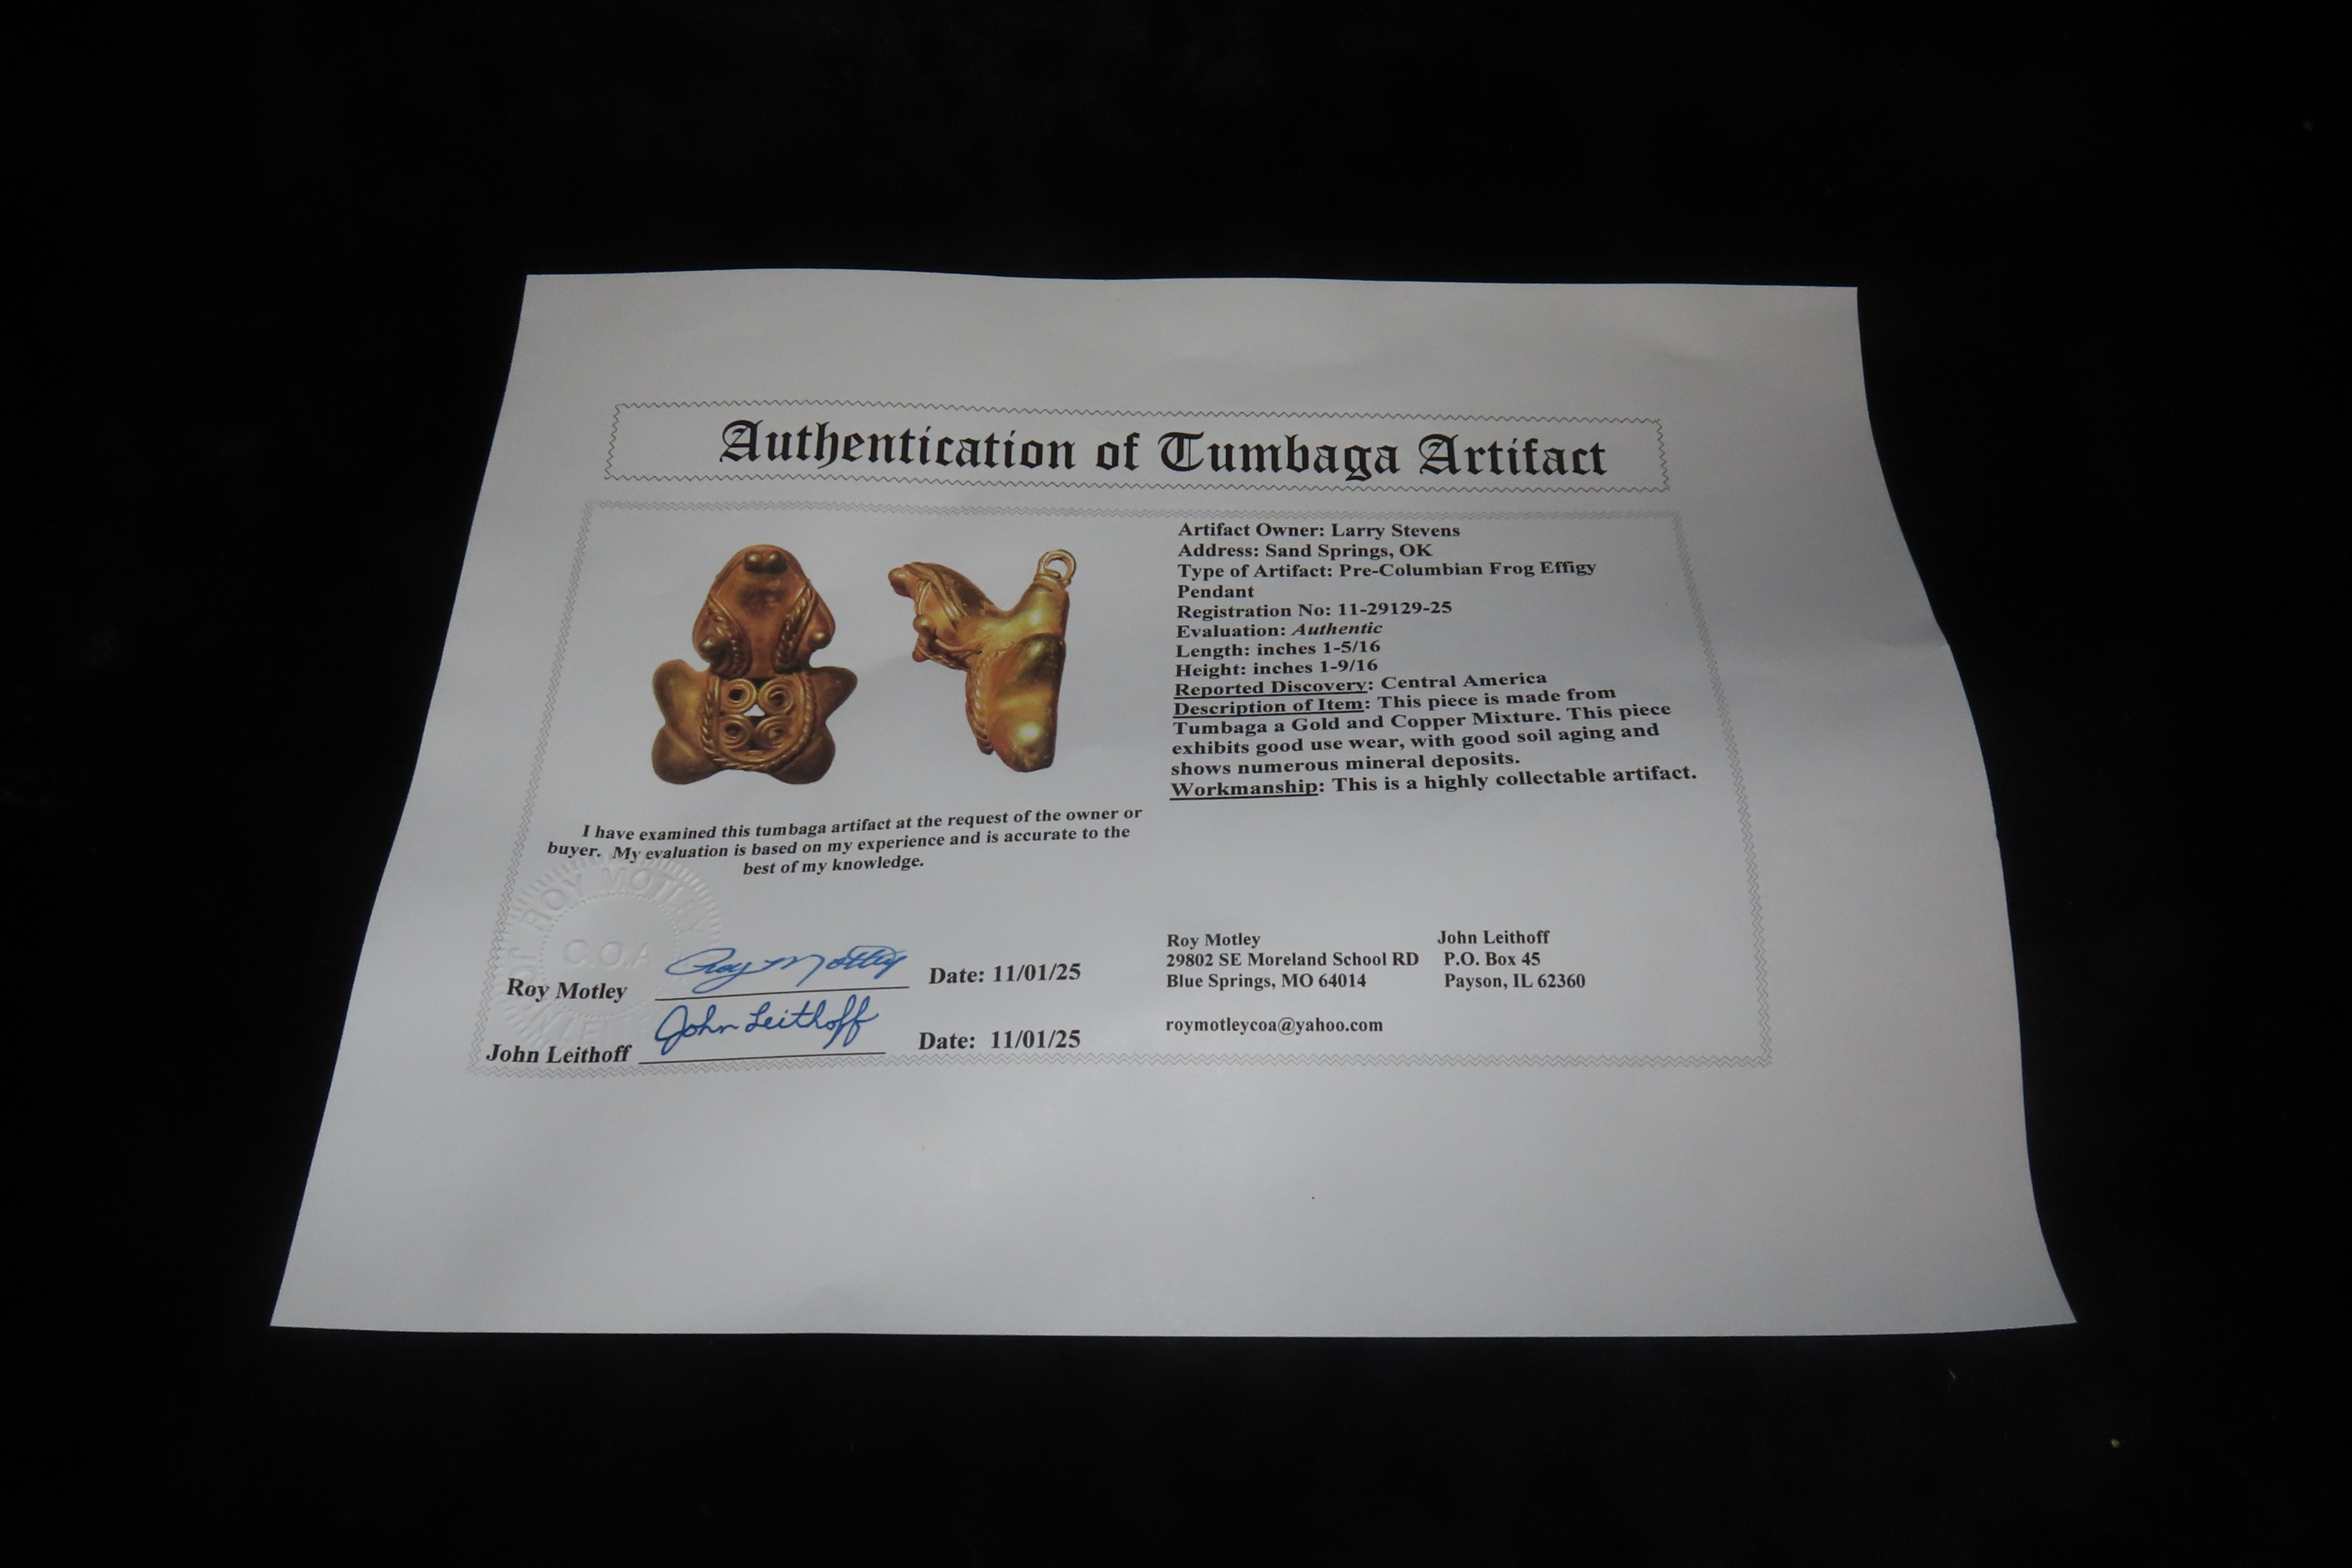 Authentication of Tumbaga Artifact
Artifact Owner: Larry Stevens
Address: Sand Springs, OK
Type of Artifact: Pre-Columbian Frog Effigy
Pendant
Registration No: 11-29129-25
Evaluation: Authentic
Length: inches 1-5/16
Height: inches 1-9/16
Reported Discovery: Central America
Description of Item: This piece is made from
Tumbaga a Gold and Copper Mixture. This piece
exhibits good use wear, with good soil aging and
shows numerous mineral deposits.
Workmanship: This is a highly collectable artifact.
I have examined this tumbaga artifact at the request of the owner or
buyer. My evaluation is based on my experience and is accurate to the
best of my knowledge.
ROY MOTLEY
C.O.A.
Roy Motley Roy Motley Date: 11/01/25
John Leithoff John Leithoff Date: 11/01/25
Roy Motley
29802 SE Moreland School RD
Blue Springs, MO 64014
roymotleycoa@yahoo.com
John Leithoff
P.O. Box 45
Payson, IL 62360